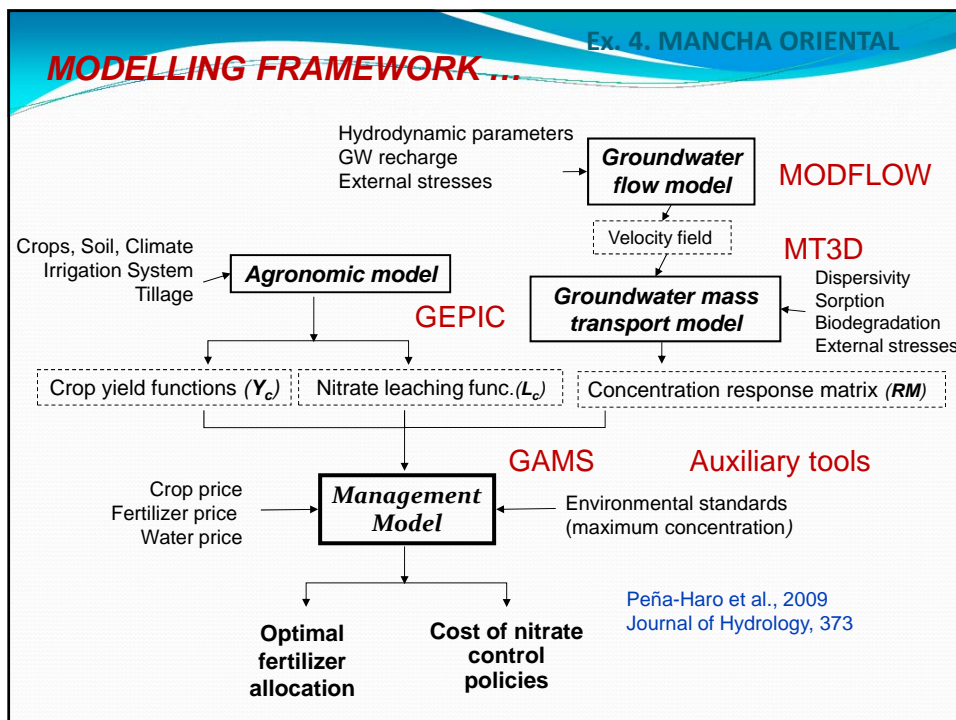 Ex. 4. MANCHA ORIENTAL
MODELLING FRAMEWORK ...
Hydrodynamic parameters
GW recharge
External stresses
Groundwater
flow model
MODFLOW
Velocity field
MT3D
Crops, Soil, Climate
Irrigation System
Tillage
Agronomic model
GEPIC
Groundwater mass
transport model
Dispersivity
Sorption
Biodegradation
External stresses
Crop yield functions (Yc)
Nitrate leaching func.(Lc)
Concentration response matrix (RM)
GAMS
Auxiliary tools
Crop price
Fertilizer price
Water price
Management
Model
Environmental standards
(maximum concentration)
Optimal
fertilizer
allocation
Cost of nitrate
control
policies
Peña-Haro et al., 2009
Journal of Hydrology, 373